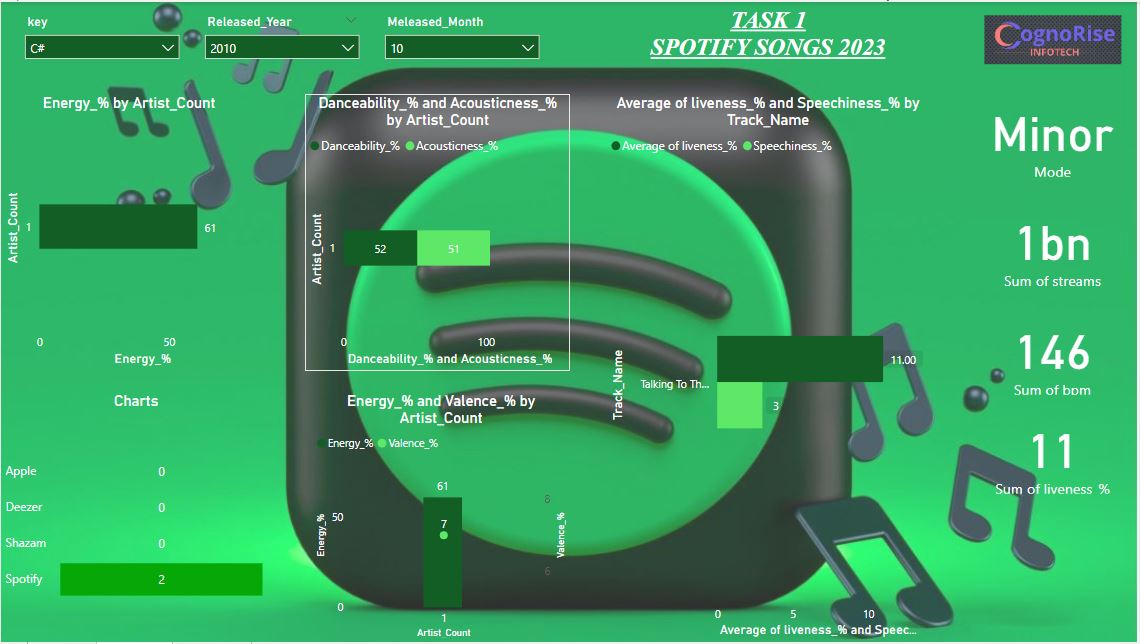 key
C#
Released_Year
2010
Meleased_Month
10
TASK 1
SPOTIFY SONGS 2023
CognoRise
INFOTECH
Energy_% by Artist_Count
Artist_Count
1
61
0
50
Energy_%
Danceability_% and Acousticness_%
by Artist_Count
Danceability_% Acousticness_%
Artist_Count
1
52
51
0
100
Danceability_% and Acousticness_%
Average of liveness_% and Speechiness_% by
Track_Name
Average of liveness_% Speechiness_%
Track_Name
Talking To Th...
11.00
3
0
5
10
Average of liveness_% and Speec...
Minor
Mode
1bn
Sum of streams
146
Sum of bpm
11
Sum of liveness_%
Charts
Apple 0
Deezer 0
Shazam 0
Spotify 2
Energy_% and Valence_% by
Artist_Count
Energy_% Valence_%
Energy_%
50
0
61
7
8
6
Valence_%
1
Artist_Count